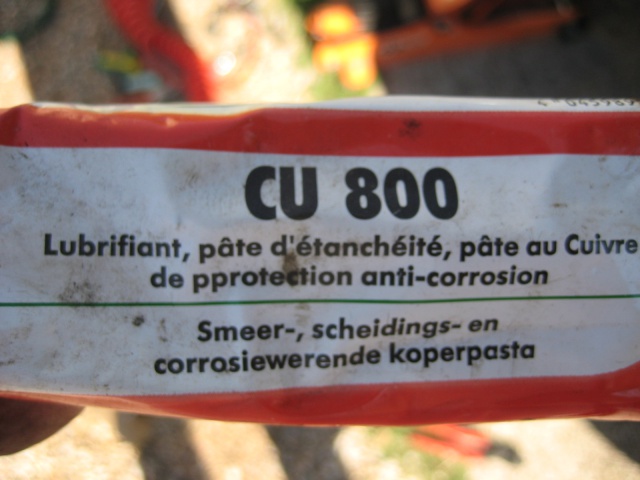 CU 800
Lubrifiant, pâte d'étanchéité, pâte au Cuivre
de pprotection anti-corrosion
Smeer-, scheidings- en
corrosiewerende koperpasta